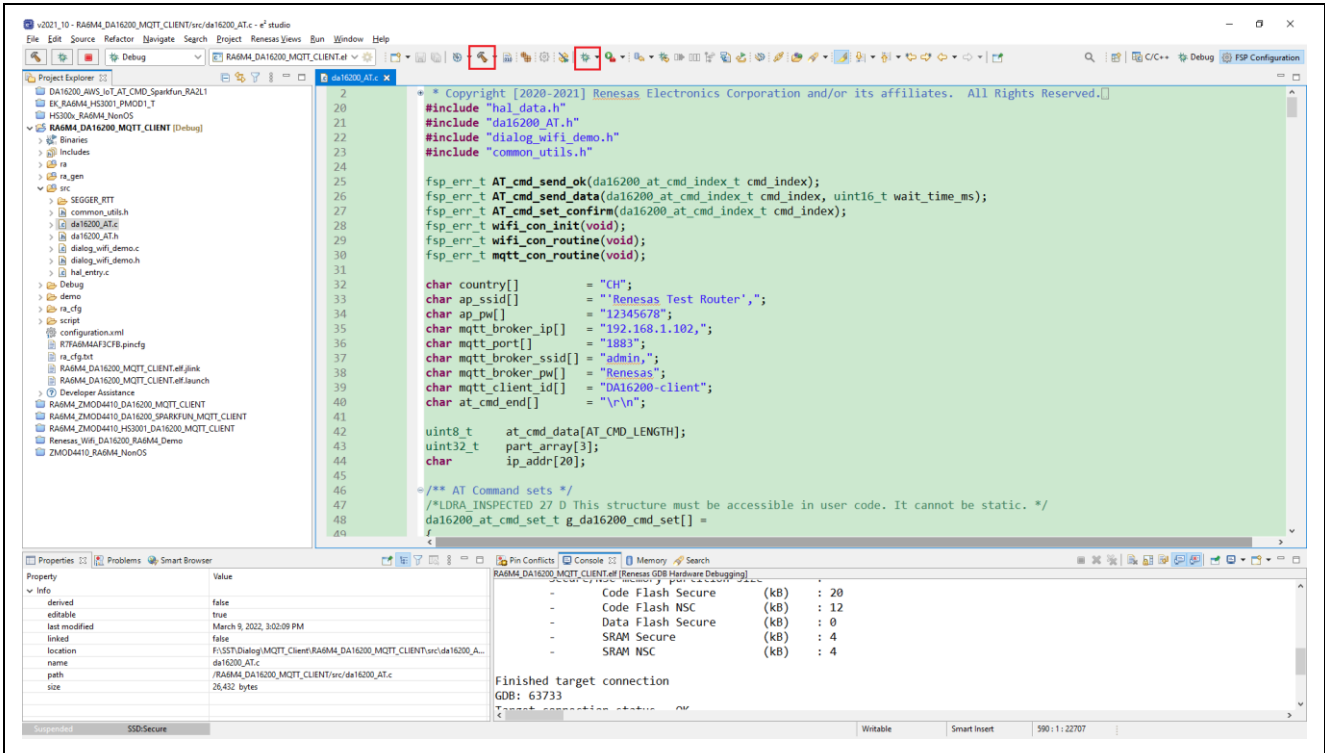 v2021_10 - RA6M4_DA16200_MQTT_CLIENT/src/da16200_AT.c - e² studio
File Edit Source Refactor Navigate Search Project Renesas Views Run Window Help
Debug RA6M4_DA16200_MQTT_CLIENT.el C/C++ Debug FSP Configuration
Project Explorer
DA16200_AWS_IoT_AT_CMD_Sparkfun_RA2L1
EK_RA6M4_HS3001_PMOD1_T
HS300x_RA6M4_NonOS
RA6M4_DA16200_MQTT_CLIENT [Debug]
Binaries
Includes
ra
ra_gen
src
SEGGER_RTT
common_utils.h
da16200_AT.c
da16200_AT.h
dialog_wifi_demo.c
dialog_wifi_demo.h
hal_entry.c
Debug
demo
ra_cfg
script
configuration.xml
R7FA6M4AF3CFB.pincfg
ra_cfg.txt
RA6M4_DA16200_MQTT_CLIENT.elf.jlink
RA6M4_DA16200_MQTT_CLIENT.elf.launch
Developer Assistance
RA6M4_ZMOD4410_DA16200_MQTT_CLIENT
RA6M4_ZMOD4410_DA16200_SPARKFUN_MQTT_CLIENT
RA6M4_ZMOD4410_HS3001_DA16200_MQTT_CLIENT
Renesas_Wifi_DA16200_RA6M4_Demo
ZMOD4410_RA6M4_NonOS
da16200_AT.c
2 * Copyright [2020-2021] Renesas Electronics Corporation and/or its affiliates. All Rights Reserved.
20 #include "hal_data.h"
21 #include "da16200_AT.h"
22 #include "dialog_wifi_demo.h"
23 #include "common_utils.h"
24
25 fsp_err_t AT_cmd_send_ok(da16200_at_cmd_index_t cmd_index);
26 fsp_err_t AT_cmd_send_data(da16200_at_cmd_index_t cmd_index, uint16_t wait_time_ms);
27 fsp_err_t AT_cmd_set_confirm(da16200_at_cmd_index_t cmd_index);
28 fsp_err_t wifi_con_init(void);
29 fsp_err_t wifi_con_routine(void);
30 fsp_err_t mqtt_con_routine(void);
31
32 char country[] = "CH";
33 char ap_ssid[] = "'Renesas Test Router',";
34 char ap_pw[] = "12345678";
35 char mqtt_broker_ip[] = "192.168.1.102,";
36 char mqtt_port[] = "1883";
37 char mqtt_broker_ssid[] = "admin,";
38 char mqtt_broker_pw[] = "Renesas";
39 char mqtt_client_id[] = "DA16200-client";
40 char at_cmd_end[] = "\r\n";
41
42 uint8_t at_cmd_data[AT_CMD_LENGTH];
43 uint32_t part_array[3];
44 char ip_addr[20];
45
46 /** AT Command sets */
47 /*LDRA_INSPECTED 27 D This structure must be accessible in user code. It cannot be static. */
48 da16200_at_cmd_set_t g_da16200_cmd_set[] =
49 {
Properties Problems Smart Browser
Property Value
Info
derived false
editable true
last modified March 9, 2022, 3:02:09 PM
linked false
location F:\SST\Dialog\MQTT_Client\RA6M4_DA16200_MQTT_CLIENT\src\da16200_A...
name da16200_AT.c
path /RA6M4_DA16200_MQTT_CLIENT/src/da16200_AT.c
size 26,432 bytes
Pin Conflicts Console Memory Search
RA6M4_DA16200_MQTT_CLIENT.elf [Renesas GDB Hardware Debugging]
Secure/NSC memory partition size :
- Code Flash Secure (kB) : 20
- Code Flash NSC (kB) : 12
- Data Flash Secure (kB) : 0
- SRAM Secure (kB) : 4
- SRAM NSC (kB) : 4
Finished target connection
GDB: 63733
Target connection status - OK
Suspended SSD:Secure Writable Smart Insert 590 : 1 : 22707